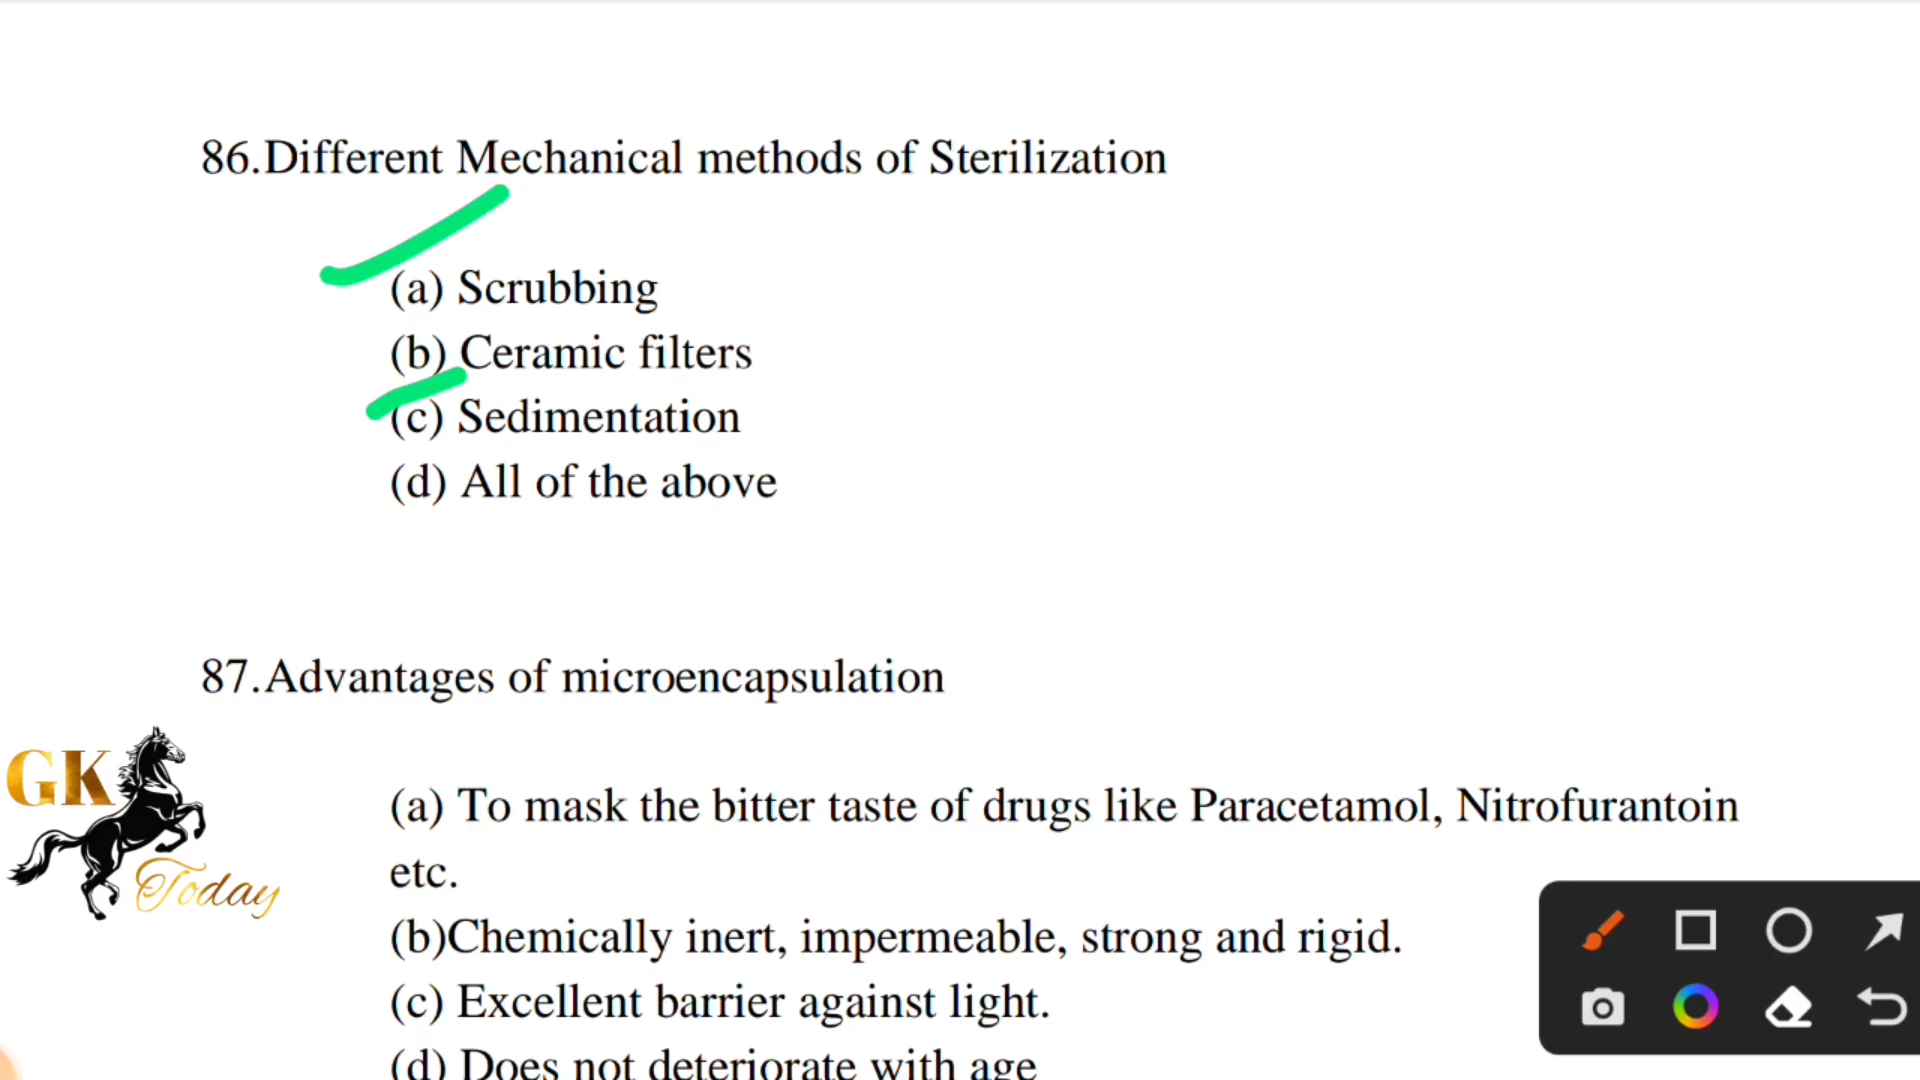 86.Different Mechanical methods of Sterilization
(a) Scrubbing
(b) Ceramic filters
(c) Sedimentation
(d) All of the above
87.Advantages of microencapsulation
GK
Today
(a) To mask the bitter taste of drugs like Paracetamol, Nitrofurantoin
etc.
(b)Chemically inert, impermeable, strong and rigid.
(c) Excellent barrier against light.
(d) Does not deteriorate with age